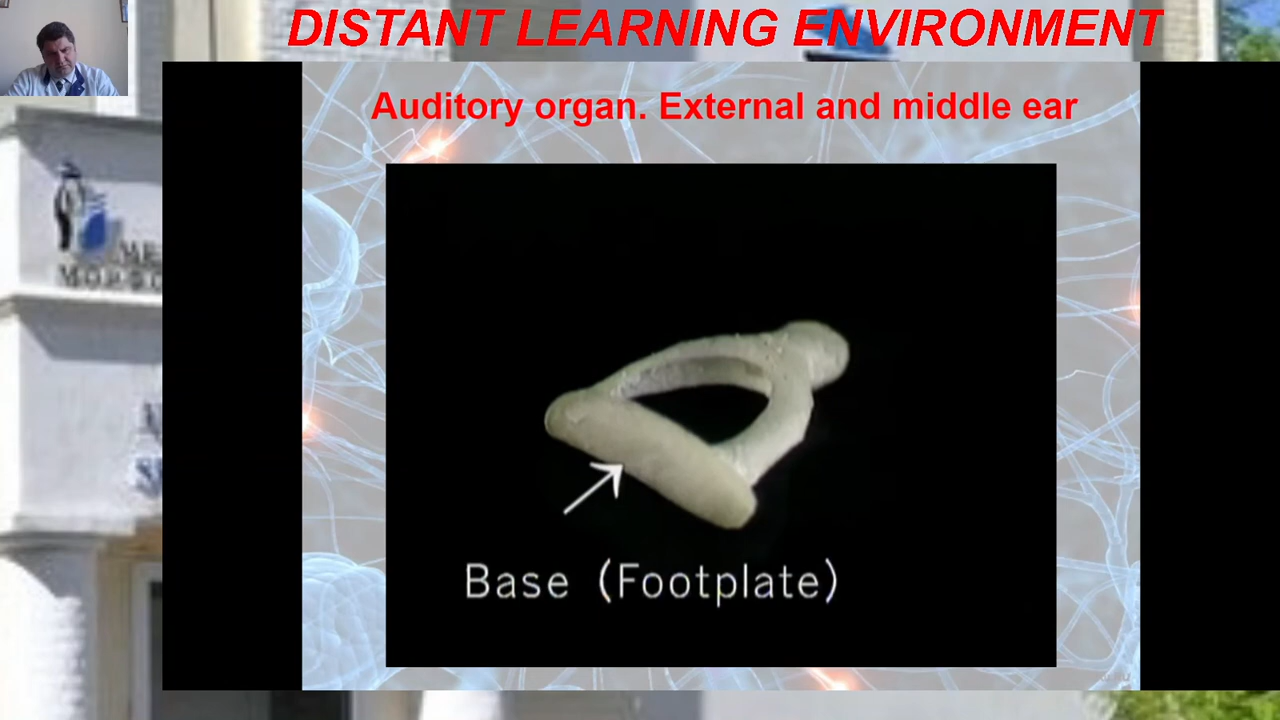 DISTANT LEARNING ENVIRONMENT
Auditory organ. External and middle ear
Base (Footplate)